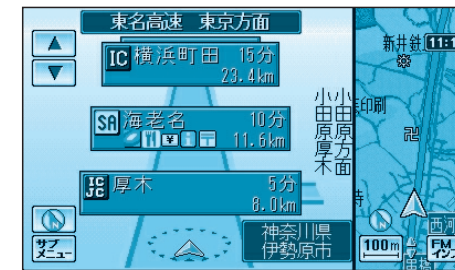 東名高速 東京方面
IC 横浜町田 15分
23.4km
SA 海老名 10分
11.6km
IC JC 厚木 5分
8.0km
小田原方面
小田原厚木
神奈川県
伊勢原市
サブ
メニュー
新井鉄
11:1
印刷
西河
100m
FM